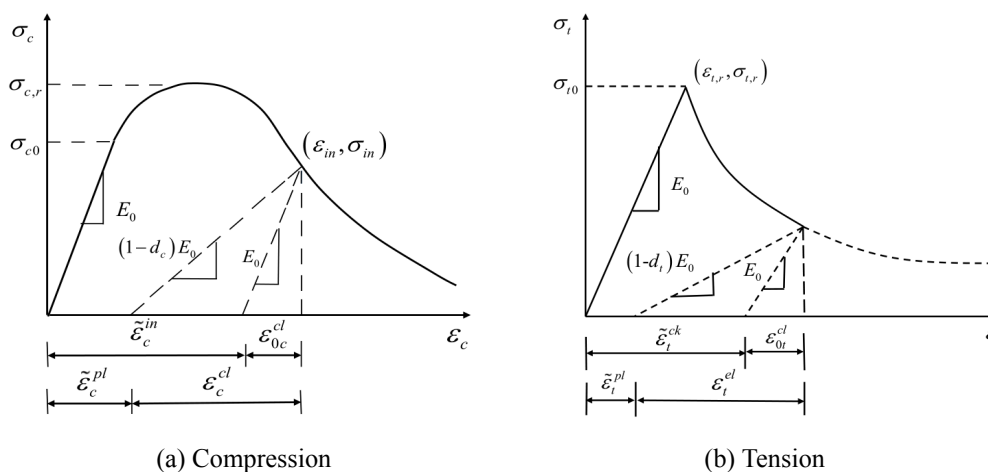 σ_c
σ_{c,r}
σ_{c0}
(ε_{in}, σ_{in})
E_0
(1-d_c)E_0
E_0
ε_c
ε̃_c^{in}
ε_{0c}^{cl}
ε̃_c^{pl}
ε_c^{cl}
(a) Compression
σ_t
σ_{t0}
(ε_{t,r}, σ_{t,r})
E_0
(1-d_t)E_0
E_0
ε̃_t^{ck}
ε_{0t}^{cl}
ε̃_t^{pl}
ε_t^{el}
(b) Tension